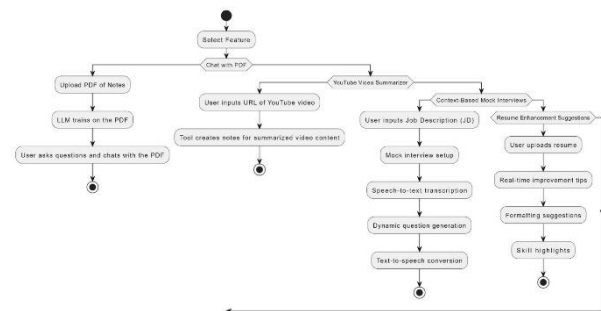 Select Feature
Chat with PDF
Upload PDF of Notes
LLM trains on the PDF
User asks questions and chats with the PDF
YouTube Video Summarizer
User inputs URL of YouTube video
Tool creates notes for summarized video content
Context-Based Mock Interviews
User inputs Job Description (JD)
Mock interview setup
Speech-to-text transcription
Dynamic question generation
Text-to-speech conversion
Resume Enhancement Suggestions
User uploads resume
Real-time improvement tips
Formatting suggestions
Skill highlights